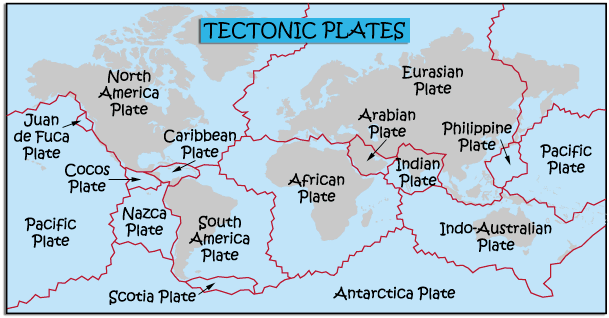 TECTONIC PLATES
North
America
Plate
Eurasian
Plate
Juan
de Fuca
Plate
Caribbean
Plate
Arabian
Plate
Philippine
Plate
Pacific
Plate
Cocos
Plate
Indian
Plate
African
Plate
Pacific
Plate
Nazca
Plate
South
America
Plate
Indo-Australian
Plate
Scotia Plate
Antarctica Plate